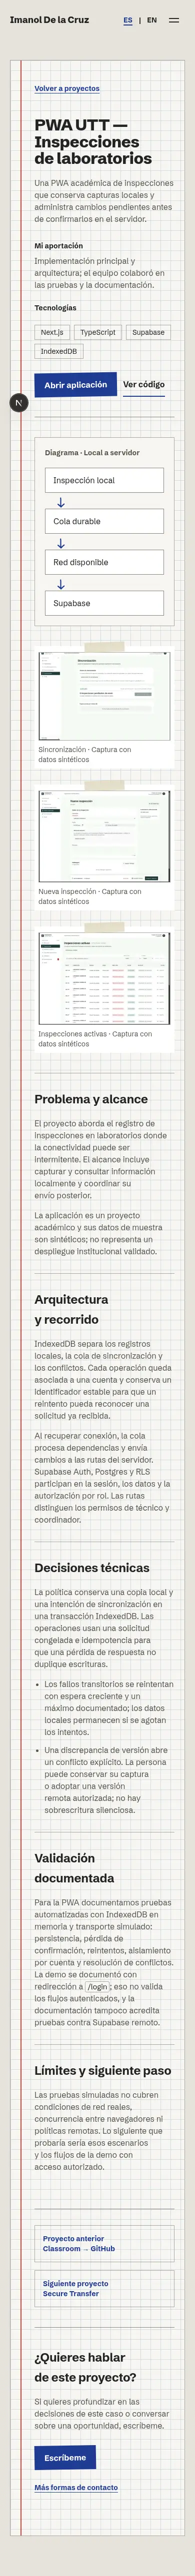 Imanol De la Cruz
ES | EN
Volver a proyectos
PWA UTT —
Inspecciones
de laboratorios
Una PWA académica de inspecciones
que conserva capturas locales y
administra cambios pendientes antes
de confirmarlos en el servidor.
Mi aportación
Implementación principal y
arquitectura; el equipo colaboró en
las pruebas y la documentación.
Tecnologías
Next.js
TypeScript
Supabase
IndexedDB
Abrir aplicación
Ver código
N
Diagrama · Local a servidor
Inspección local
Cola durable
Red disponible
Supabase
Sincronización · Captura con
datos sintéticos
Nueva inspección · Captura con
datos sintéticos
Inspecciones activas · Captura con
datos sintéticos
Problema y alcance
El proyecto aborda el registro de
inspecciones en laboratorios donde
la conectividad puede ser
intermitente. El alcance incluye
capturar y consultar información
localmente y coordinar su
envío posterior.
La aplicación es un proyecto
académico y sus datos de muestra
son sintéticos; no representa un
despliegue institucional validado.
Arquitectura
y recorrido
IndexedDB separa los registros
locales, la cola de sincronización y
los conflictos. Cada operación queda
asociada a una cuenta y conserva un
identificador estable para que un
reintento pueda reconocer una
solicitud ya recibida.
Al recuperar conexión, la cola
procesa dependencias y envía
cambios a las rutas del servidor.
Supabase Auth, Postgres y RLS
participan en la sesión, los datos y la
autorización por rol. Las rutas
distinguen los permisos de técnico y
coordinador.
Decisiones técnicas
La política conserva una copia local y
una intención de sincronización en
una transacción IndexedDB. Las
operaciones usan una solicitud
congelada e idempotencia para
que una pérdida de respuesta no
duplique escrituras.
Los fallos transitorios se reintentan
con espera creciente y un
máximo documentado; los datos
locales permanecen si se agotan
los intentos.
Una discrepancia de versión abre
un conflicto explícito. La persona
puede conservar su captura
o adoptar una versión
remota autorizada; no hay
sobrescritura silenciosa.
Validación
documentada
Para la PWA documentamos pruebas
automatizadas con IndexedDB en
memoria y transporte simulado:
persistencia, pérdida de
confirmación, reintentos, aislamiento
por cuenta y resolución de conflictos.
La demo se documentó con
redirección a /login; eso no valida
los flujos autenticados, y la
documentación tampoco acredita
pruebas contra Supabase remoto.
Límites y siguiente paso
Las pruebas simuladas no cubren
condiciones de red reales,
concurrencia entre navegadores ni
políticas remotas. Lo siguiente que
probaría sería esos escenarios
y los flujos de la demo con
acceso autorizado.
Proyecto anterior
Classroom → GitHub
Siguiente proyecto
Secure Transfer
¿Quieres hablar
de este proyecto?
Si quieres profundizar en las
decisiones de este caso o conversar
sobre una oportunidad, escríbeme.
Escríbeme
Más formas de contacto